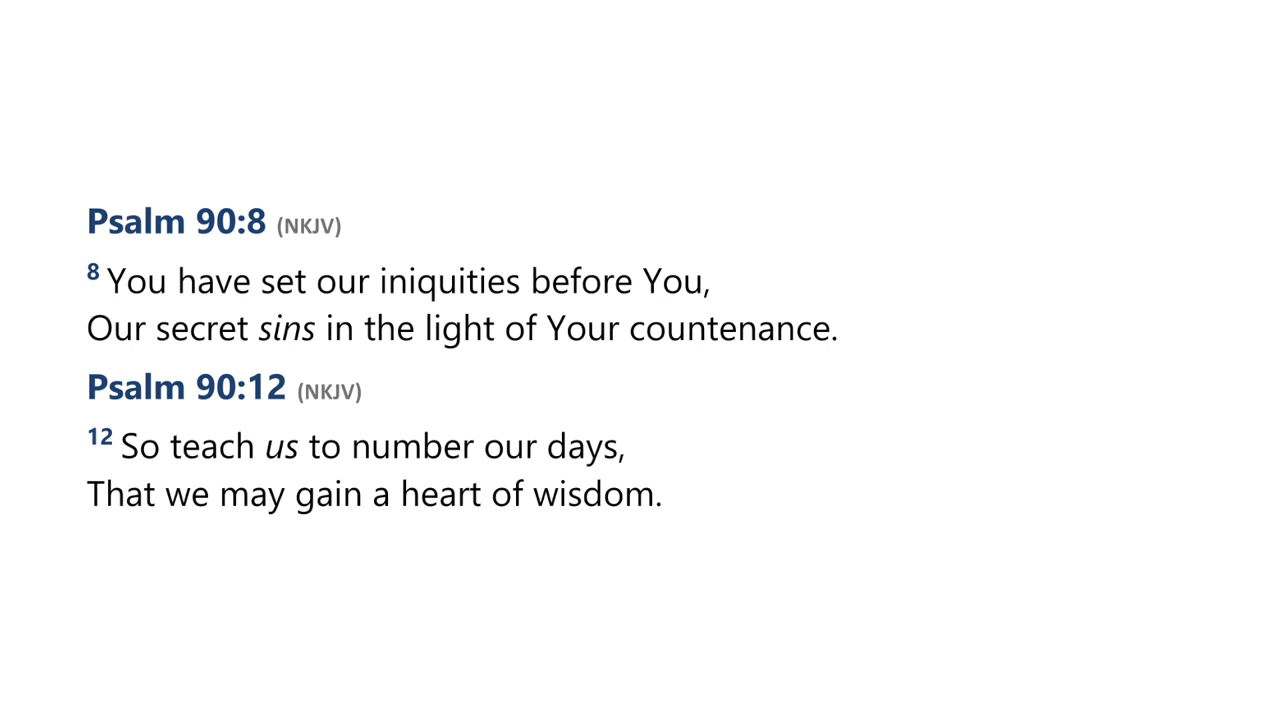 Psalm 90:8 (NKJV)
8 You have set our iniquities before You,
Our secret sins in the light of Your countenance.
Psalm 90:12 (NKJV)
12 So teach us to number our days,
That we may gain a heart of wisdom.